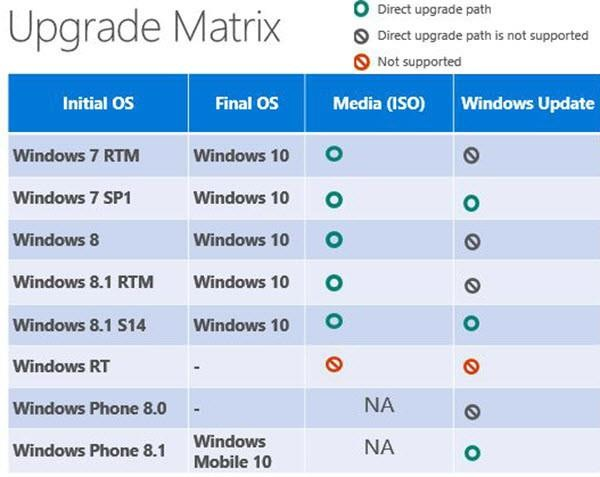 Upgrade Matrix
Direct upgrade path
Direct upgrade path is not supported
Not supported
Initial OS Final OS Media (ISO) Windows Update
Windows 7 RTM Windows 10
Windows 7 SP1 Windows 10
Windows 8 Windows 10
Windows 8.1 RTM Windows 10
Windows 8.1 S14 Windows 10
Windows RT -
Windows Phone 8.0 - NA
Windows Phone 8.1 Windows NA
Mobile 10